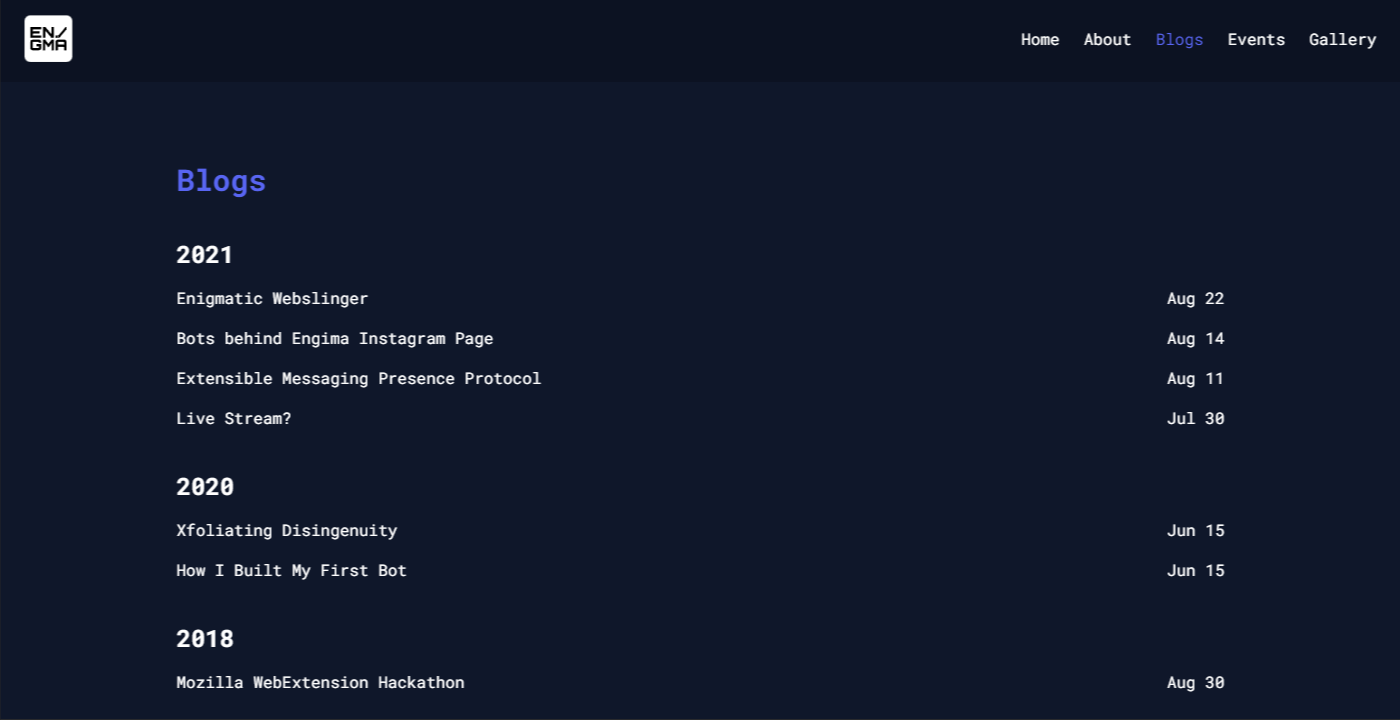 EN/
GMA
Home About Blogs Events Gallery
Blogs
2021
Enigmatic Webslinger Aug 22
Bots behind Engima Instagram Page Aug 14
Extensible Messaging Presence Protocol Aug 11
Live Stream? Jul 30
2020
Xfoliating Disingenuity Jun 15
How I Built My First Bot Jun 15
2018
Mozilla WebExtension Hackathon Aug 30